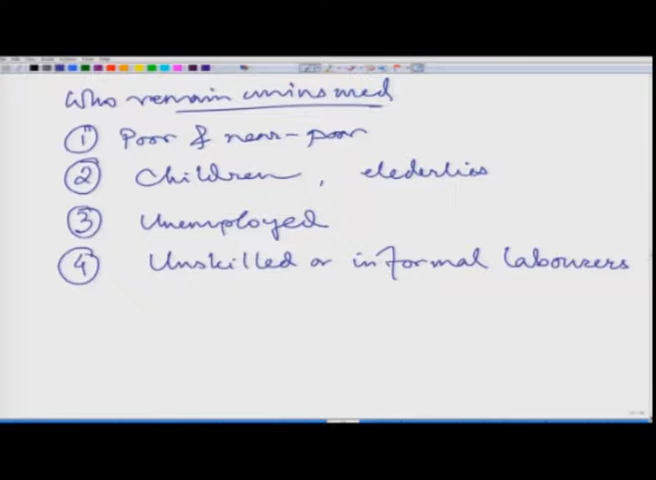 Who remain uninsured
① Poor & near-poor
② Children, elederlies
③ Unemployed
④ Unskilled or informal labourers